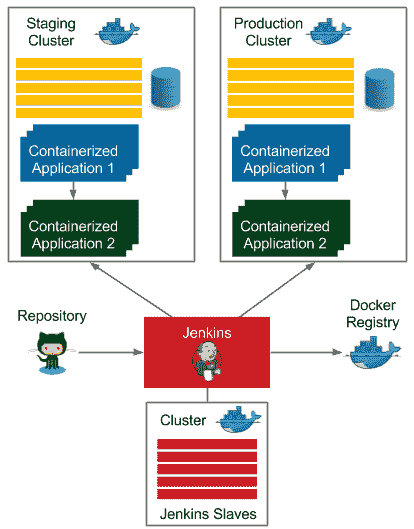 Staging
Cluster
Production
Cluster
Containerized
Application 1
Containerized
Application 1
Containerized
Application 2
Containerized
Application 2
Repository
Jenkins
Docker
Registry
Cluster
Jenkins Slaves